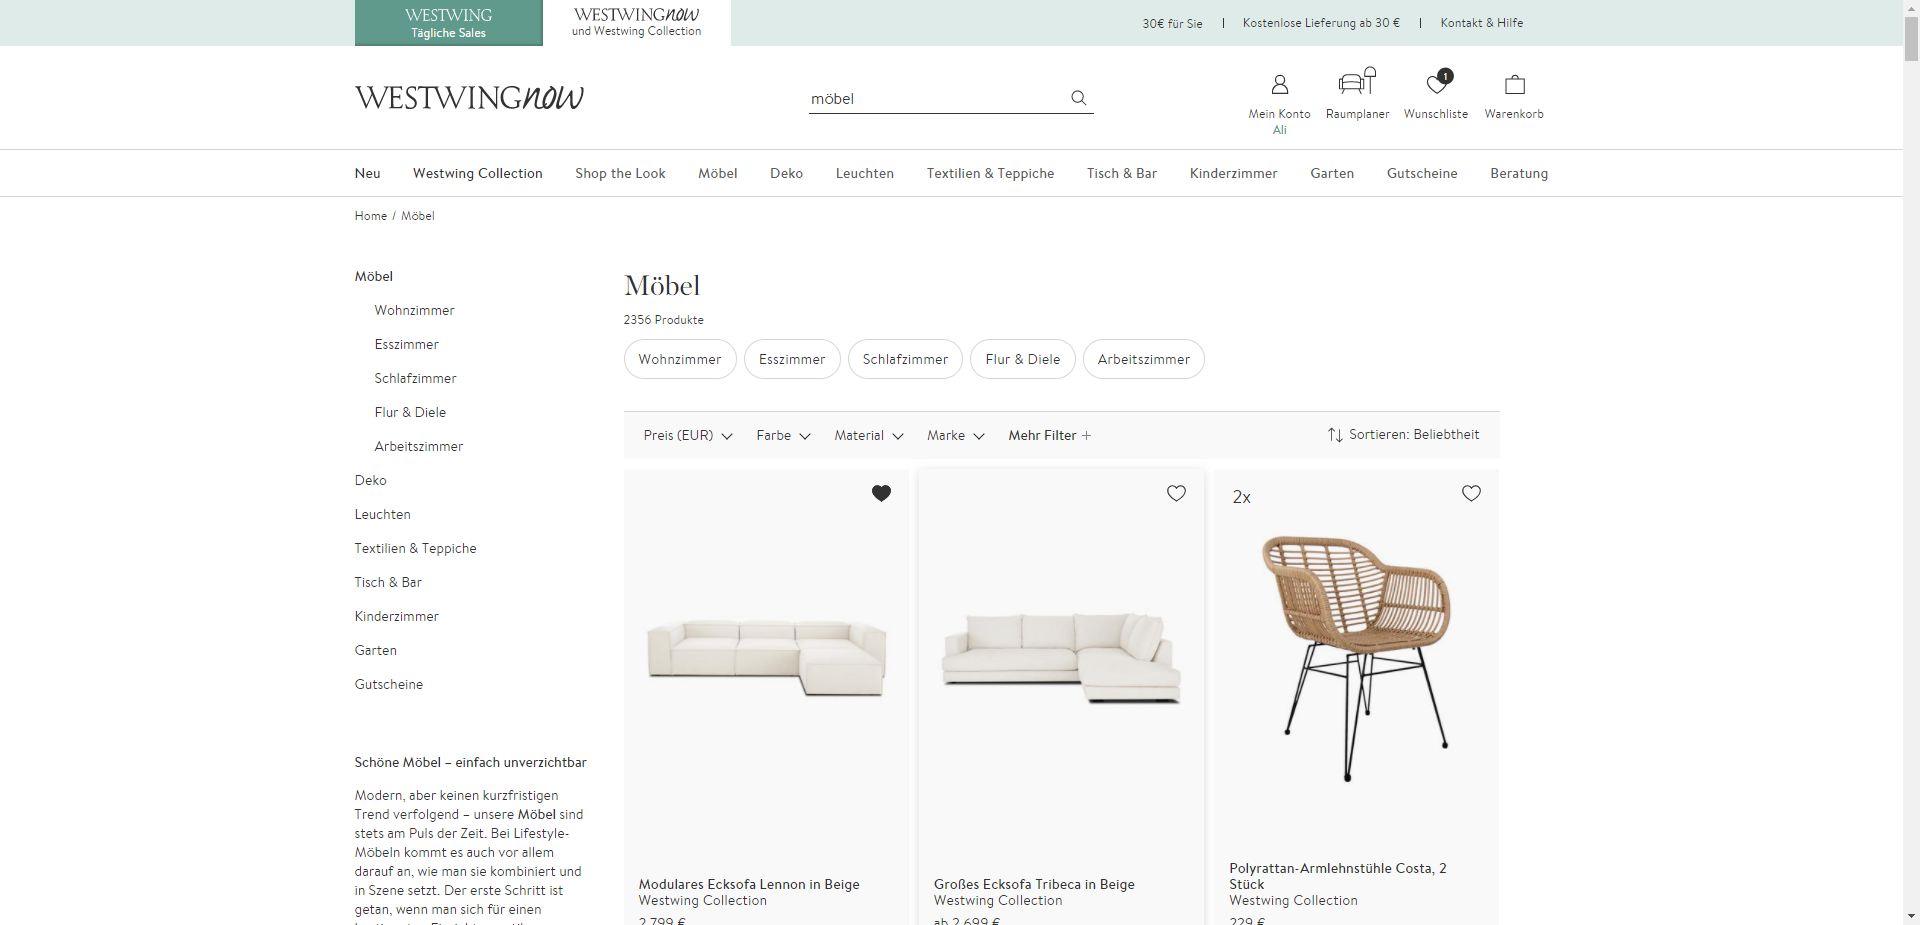 WESTWING
Tägliche Sales
WESTWINGnow
und Westwing Collection
30€ für Sie
Kostenlose Lieferung ab 30 €
Kontakt & Hilfe
WESTWINGnow
möbel
Mein Konto
Ali
Raumplaner
1
Wunschliste
Warenkorb
Neu
Westwing Collection
Shop the Look
Möbel
Deko
Leuchten
Textilien & Teppiche
Tisch & Bar
Kinderzimmer
Garten
Gutscheine
Beratung
Home / Möbel
Möbel
Wohnzimmer
Esszimmer
Schlafzimmer
Flur & Diele
Arbeitszimmer
Deko
Leuchten
Textilien & Teppiche
Tisch & Bar
Kinderzimmer
Garten
Gutscheine
Schöne Möbel – einfach unverzichtbar
Modern, aber keinen kurzfristigen
Trend verfolgend – unsere Möbel sind
stets am Puls der Zeit. Bei Lifestyle-
Möbeln kommt es auch vor allem
darauf an, wie man sie kombiniert und
in Szene setzt. Der erste Schritt ist
getan, wenn man sich für einen
Möbel
2356 Produkte
Wohnzimmer
Esszimmer
Schlafzimmer
Flur & Diele
Arbeitszimmer
Preis (EUR)
Farbe
Material
Marke
Mehr Filter +
Sortieren: Beliebtheit
Modulares Ecksofa Lennon in Beige
Westwing Collection
2.799 €
Großes Ecksofa Tribeca in Beige
Westwing Collection
ab 2.699 €
2x
Polyrattan-Armlehnstühle Costa, 2
Stück
Westwing Collection
229 €